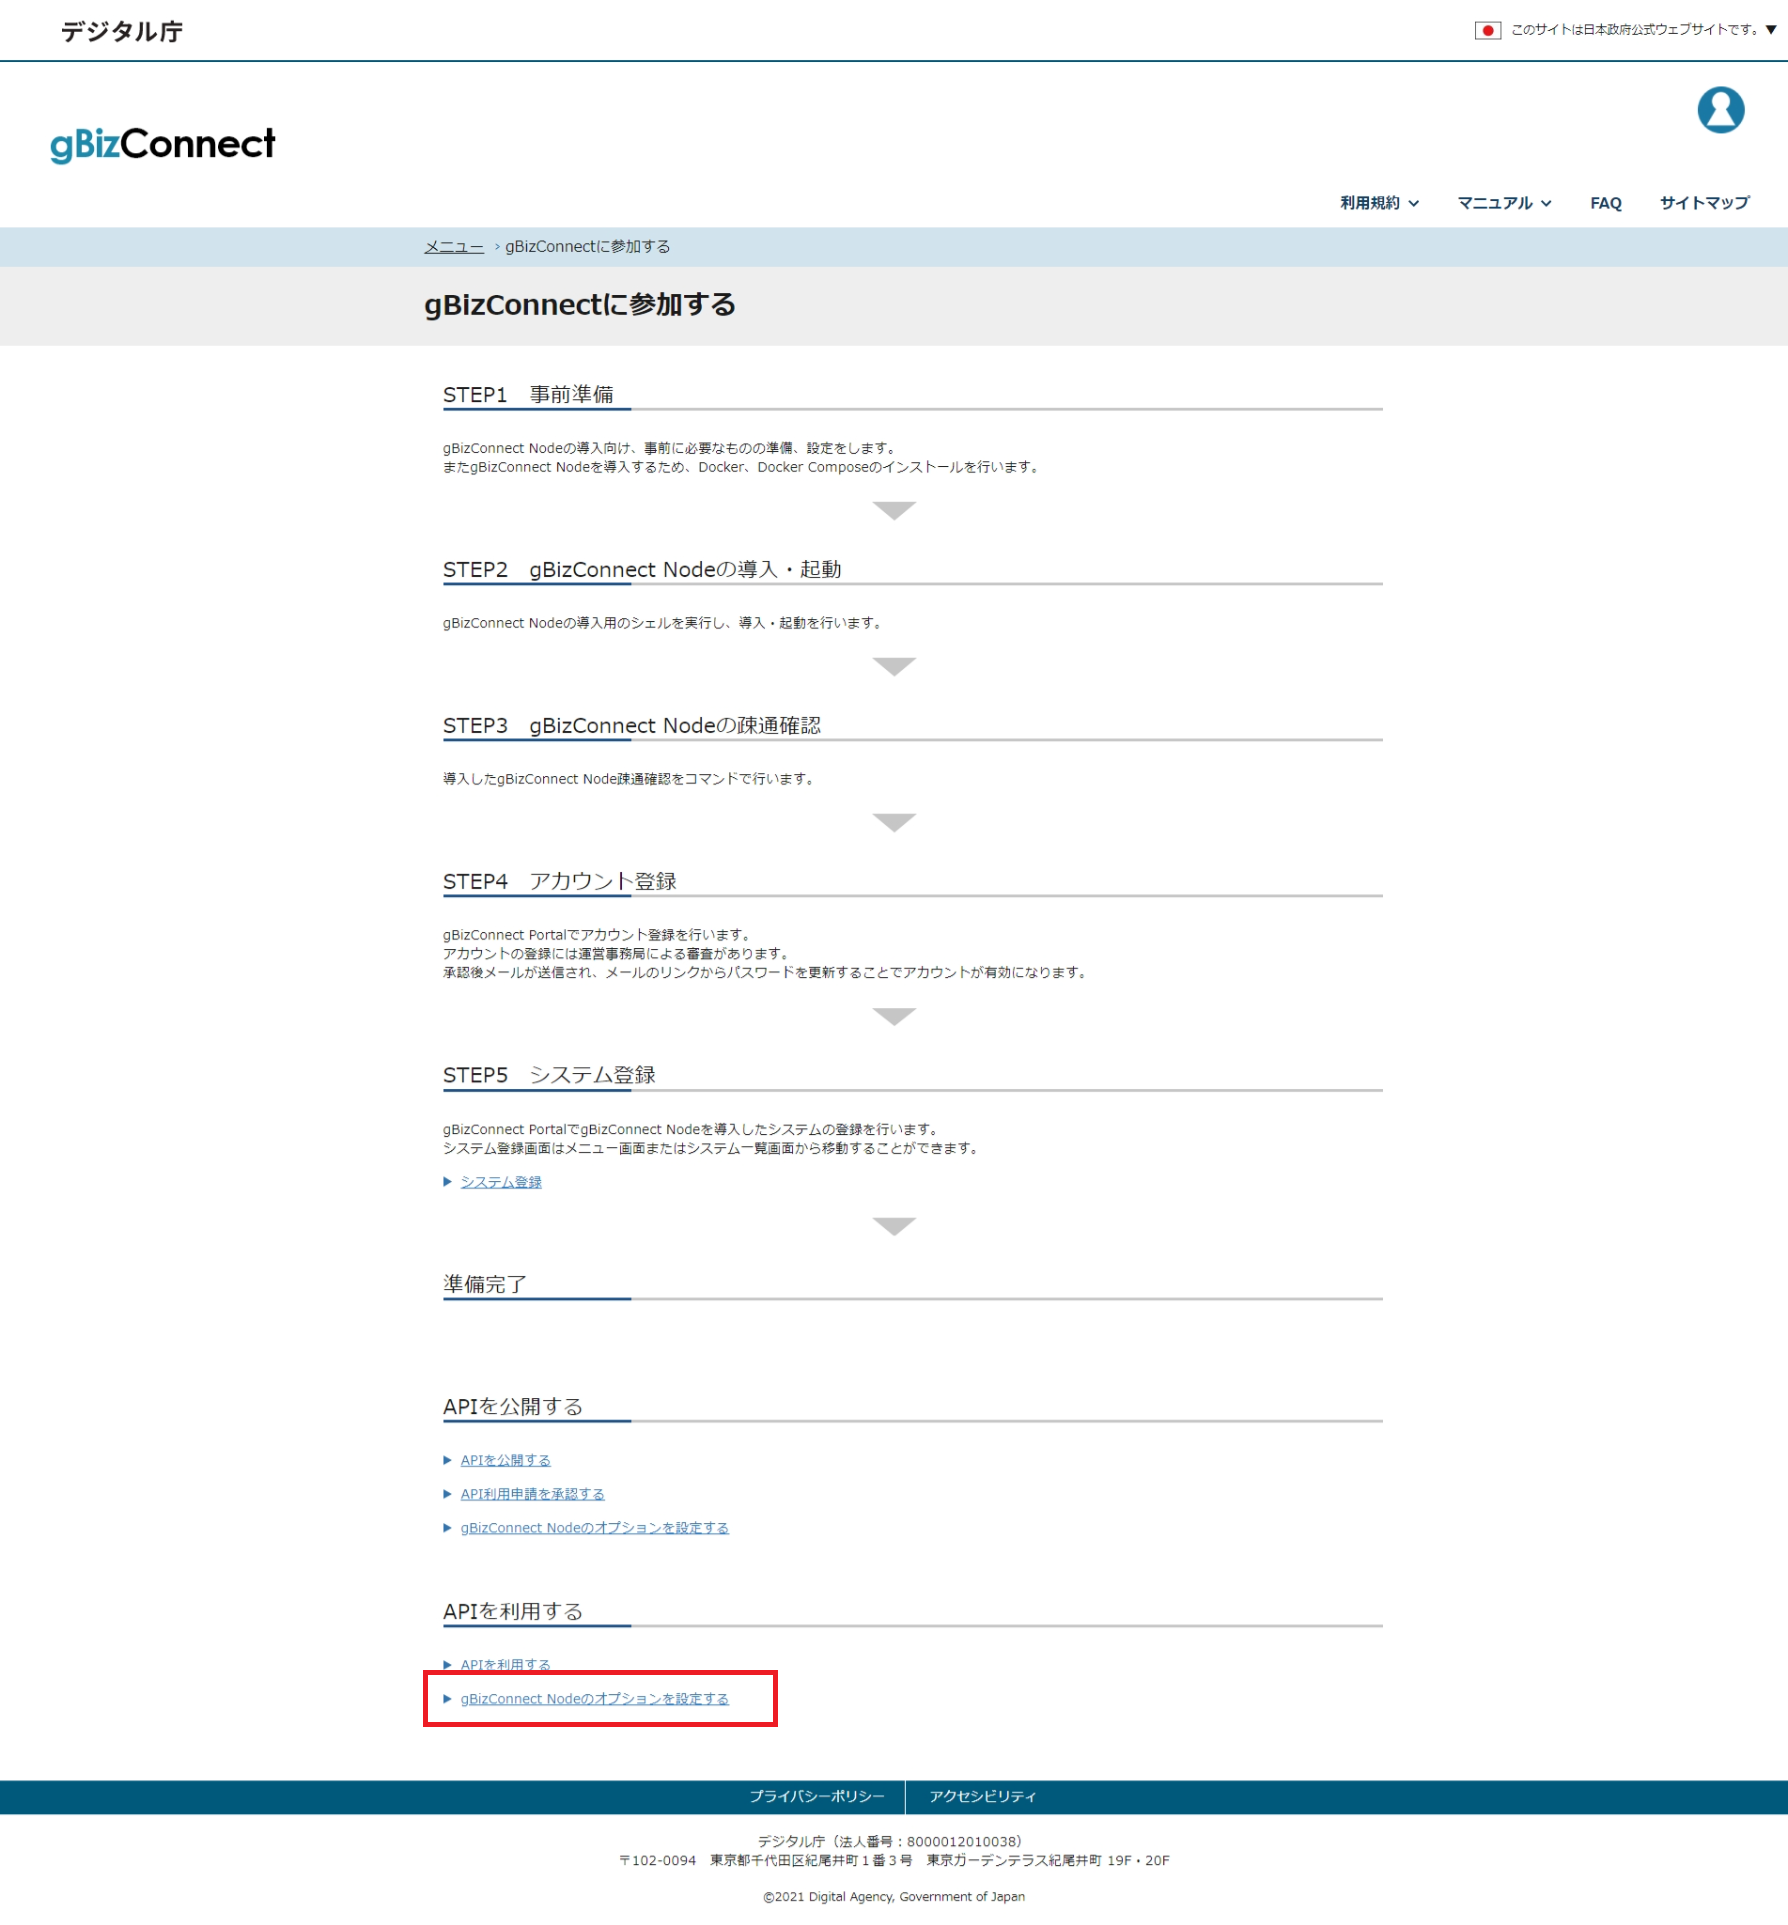 デジタル庁
このサイトは日本政府公式ウェブサイトです。▼
gBizConnect
利用規約 マニュアル FAQ サイトマップ
メニュー > gBizConnectに参加する
gBizConnectに参加する
STEP1　事前準備
gBizConnect Nodeの導入向け、事前に必要なものの準備、設定をします。
またgBizConnect Nodeを導入するため、Docker、Docker Composeのインストールを行います。
STEP2　gBizConnect Nodeの導入・起動
gBizConnect Nodeの導入用のシェルを実行し、導入・起動を行います。
STEP3　gBizConnect Nodeの疎通確認
導入したgBizConnect Node疎通確認をコマンドで行います。
STEP4　アカウント登録
gBizConnect Portalでアカウント登録を行います。
アカウントの登録には運営事務局による審査があります。
承認後メールが送信され、メールのリンクからパスワードを更新することでアカウントが有効になります。
STEP5　システム登録
gBizConnect PortalでgBizConnect Nodeを導入したシステムの登録を行います。
システム登録画面はメニュー画面またはシステム一覧画面から移動することができます。
システム登録
準備完了
APIを公開する
APIを公開する
API利用申請を承認する
gBizConnect Nodeのオプションを設定する
APIを利用する
APIを利用する
gBizConnect Nodeのオプションを設定する
プライバシーポリシー アクセシビリティ
デジタル庁（法人番号：8000012010038）
〒102-0094　東京都千代田区紀尾井町１番３号　東京ガーデンテラス紀尾井町 19F・20F
©2021 Digital Agency, Government of Japan